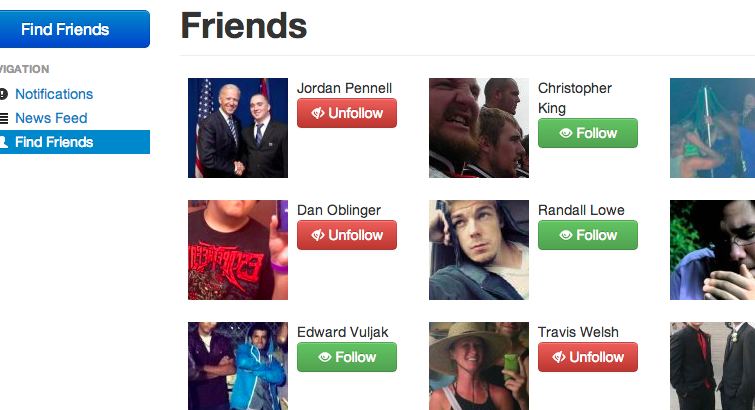 Find Friends
Friends
VIGATION
Notifications
News Feed
Find Friends
Jordan Pennell
Unfollow
Christopher
King
Follow
Dan Oblinger
Unfollow
Randall Lowe
Follow
Edward Vuljak
Follow
Travis Welsh
Unfollow